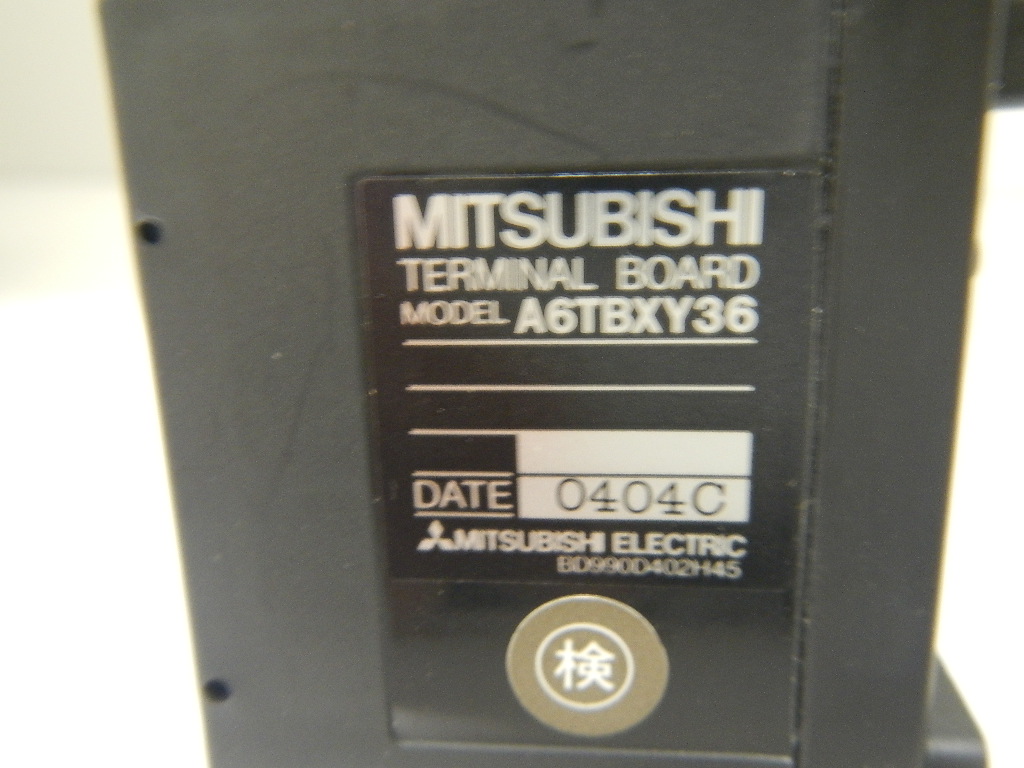 MITSUBISHI
TERMINAL BOARD
MODEL A6TBXY36
DATE 0404C
MITSUBISHI ELECTRIC
BD990D402H45
検